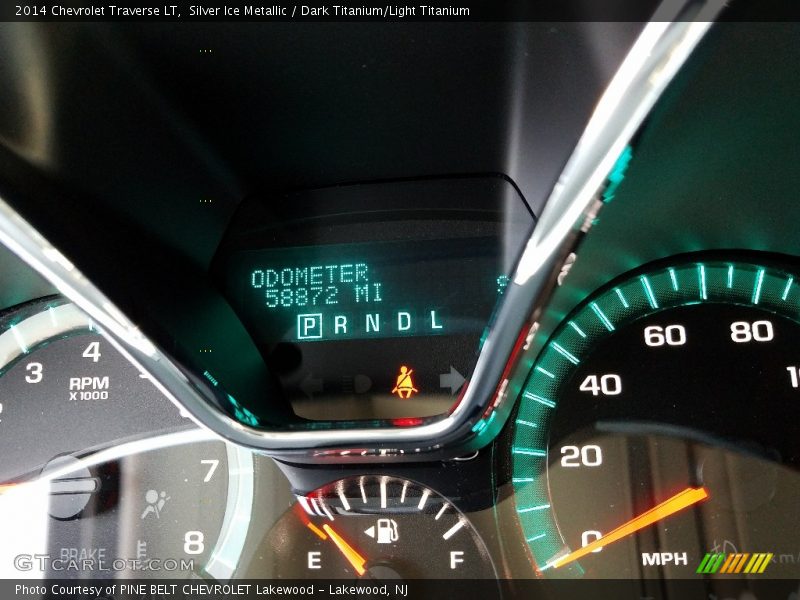 2014 Chevrolet Traverse LT,  Silver Ice Metallic / Dark Titanium/Light Titanium
ODOMETER
58872 MI
P R N D L
3
4
RPM
X1000
7
8
BRAKE
E
F
0
20
40
60
80
MPH
GTCARLOT.COM
Photo Courtesy of PINE BELT CHEVROLET Lakewood - Lakewood, NJ